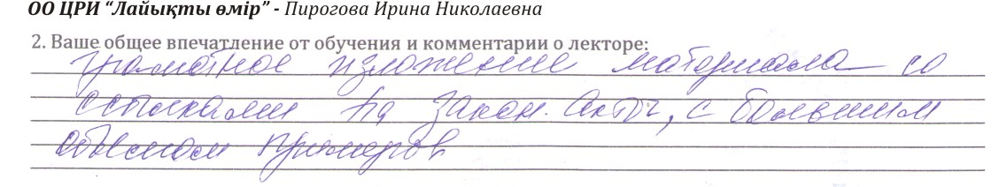 ОО ЦРИ “Лайықты өмір” - Пирогова Ирина Николаевна
2. Ваше общее впечатление от обучения и комментарии о лекторе:
грамотное изложение материала со
ссылками на закон. акты, с большим
объемом примеров